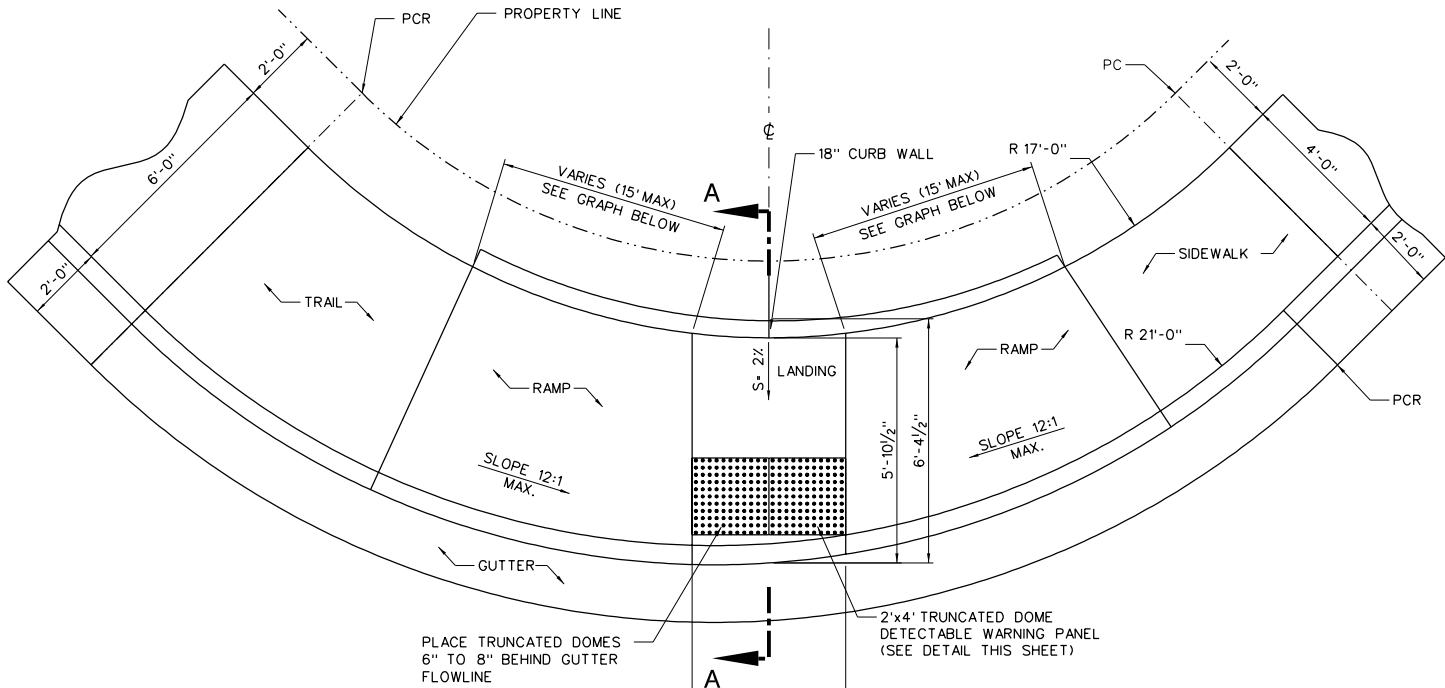 PCR
PROPERTY LINE
2'-0"
6'-0"
2'-0"
PC
2'-0"
4'-0"
2'-0"
℄
18" CURB WALL
R 17'-0"
VARIES (15' MAX)
SEE GRAPH BELOW
VARIES (15' MAX)
SEE GRAPH BELOW
A
SIDEWALK
TRAIL
RAMP
S= 2%
LANDING
RAMP
R 21'-0"
PCR
5'-10½"
6'-4½"
SLOPE 12:1
MAX.
SLOPE 12:1
MAX.
GUTTER
PLACE TRUNCATED DOMES
6" TO 8" BEHIND GUTTER
FLOWLINE
2'x4' TRUNCATED DOME
DETECTABLE WARNING PANEL
(SEE DETAIL THIS SHEET)
A